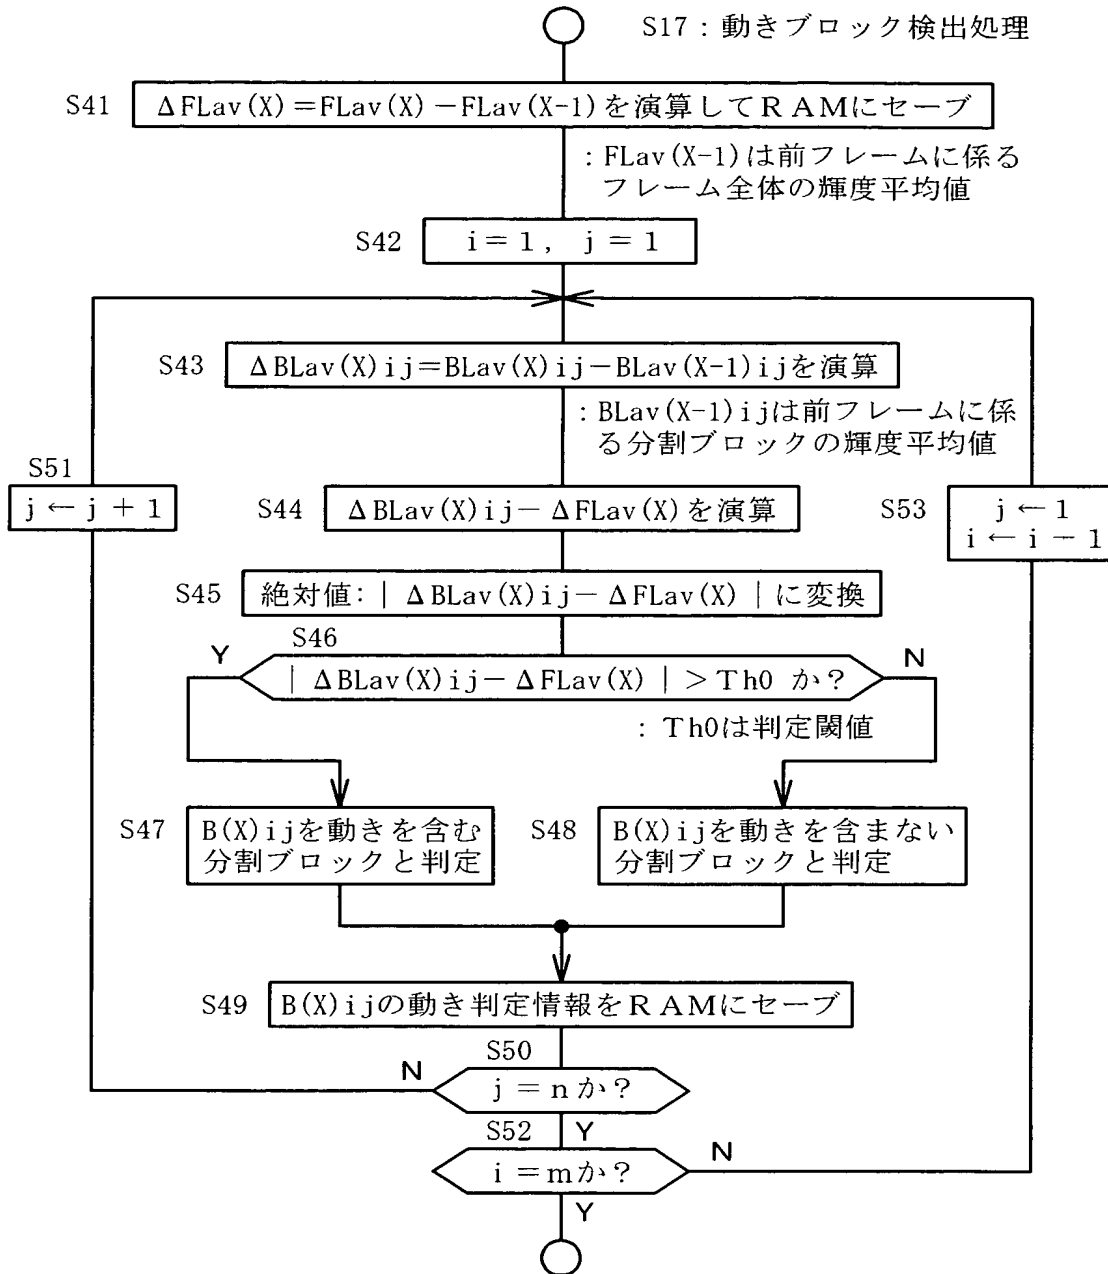 S17：動きブロック検出処理
S41
ΔFLav(X)＝FLav(X)－FLav(X-1)を演算してＲＡＭにセーブ
：FLav(X-1)は前フレームに係る
フレーム全体の輝度平均値
S42
i＝1， j＝1
S43
ΔBLav(X)ij＝BLav(X)ij－BLav(X-1)ijを演算
：BLav(X-1)ijは前フレームに係
る分割ブロックの輝度平均値
S51
j ← j + 1
S44
ΔBLav(X)ij－ΔFLav(X)を演算
S53
j ← 1
i ← i － 1
S45
絶対値：｜ΔBLav(X)ij－ΔFLav(X)｜に変換
S46
Y
｜ΔBLav(X)ij－ΔFLav(X)｜＞Th0 か？
N
：Th0は判定閾値
S47
B(X)ijを動きを含む
分割ブロックと判定
S48
B(X)ijを動きを含まない
分割ブロックと判定
S49
B(X)ijの動き判定情報をＲＡＭにセーブ
S50
N
j ＝ n か？
S52
Y
i ＝ m か？
N
Y